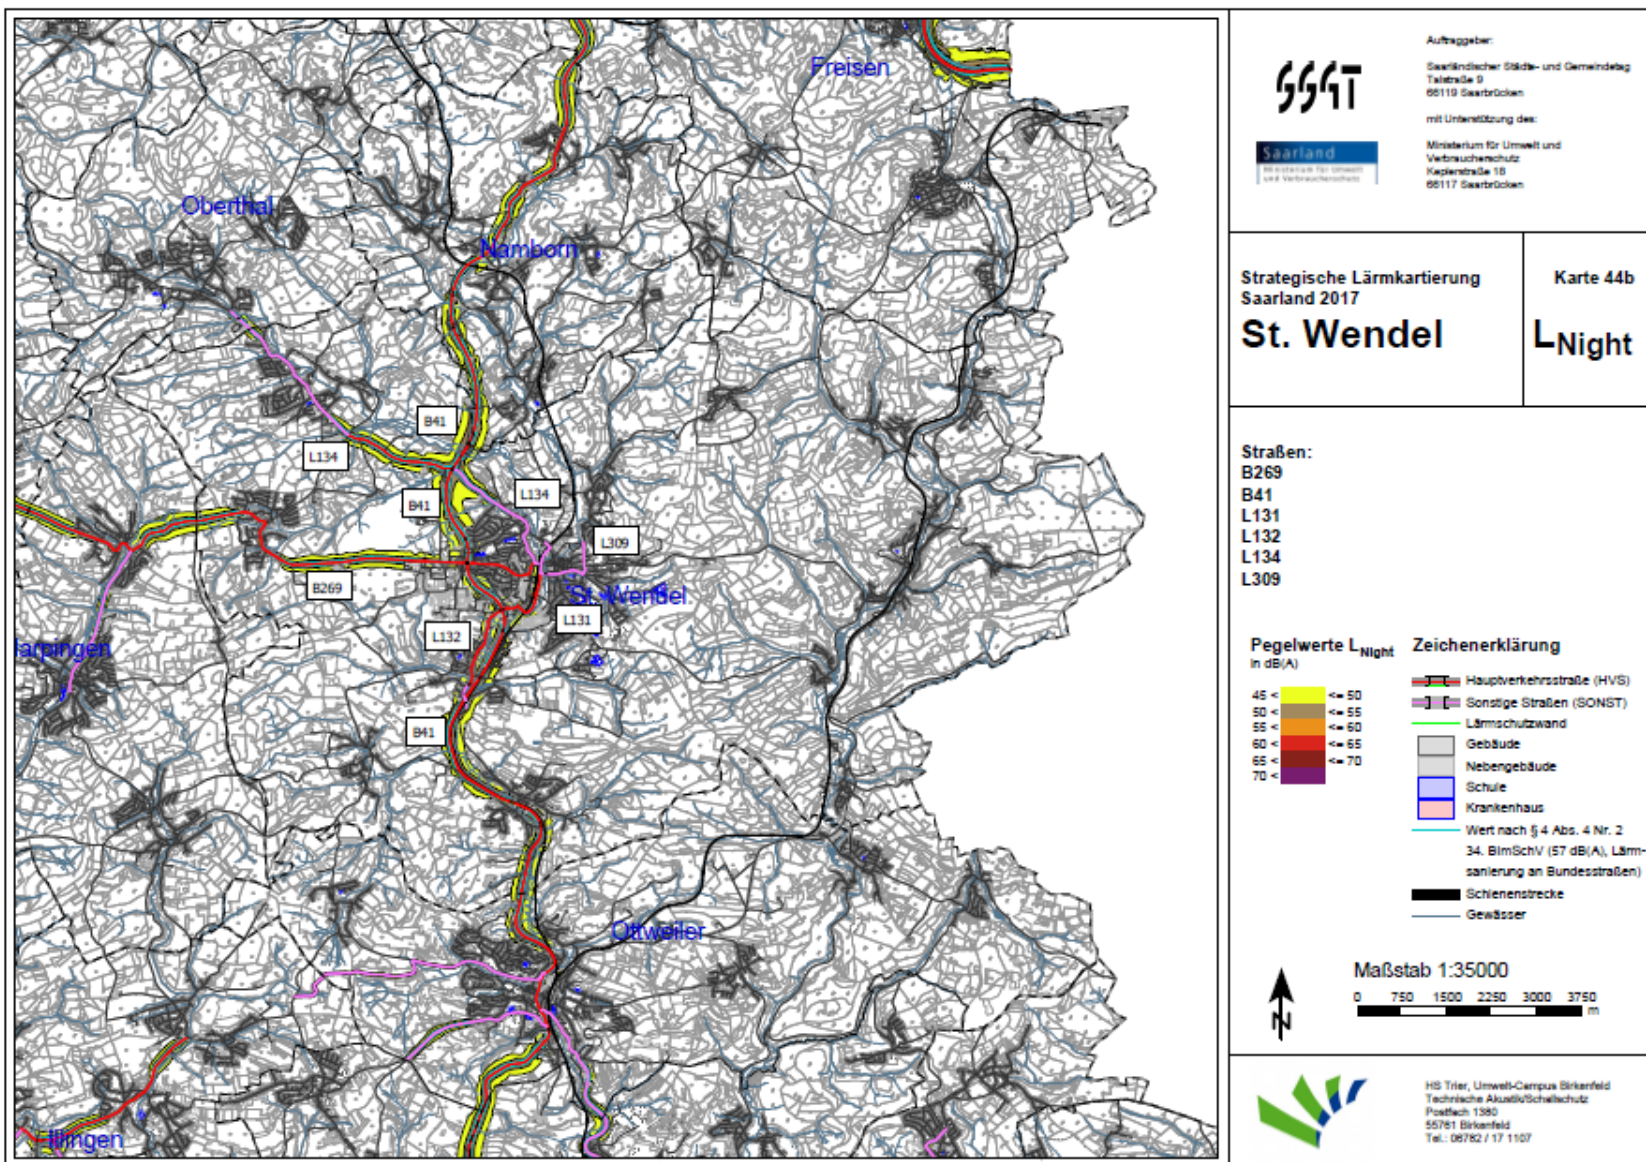 Freisen
Oberthal
Namborn
B41
L134
B41
L134
L309
B269
St. Wendel
L131
L132
B41
Ottweiler
Illingen
SSGT
Saarland
Ministerium für Umwelt
und Verbraucherschutz
Auftraggeber:
Saarländischer Städte- und Gemeindetag
Talstraße 9
66119 Saarbrücken
mit Unterstützung des:
Ministerium für Umwelt und
Verbraucherschutz
Keplerstraße 18
66117 Saarbrücken
Strategische Lärmkartierung
Saarland 2017
St. Wendel
Karte 44b
LNight
Straßen:
B269
B41
L131
L132
L134
L309
Pegelwerte LNight
in dB(A)
45 < <= 50
50 < <= 55
55 < <= 60
60 < <= 65
65 < <= 70
70 <
Zeichenerklärung
Hauptverkehrsstraße (HVS)
Sonstige Straßen (SONST)
Lärmschutzwand
Gebäude
Nebengebäude
Schule
Krankenhaus
Wert nach § 4 Abs. 4 Nr. 2
34. BImSchV (57 dB(A), Lärm-
sanierung an Bundesstraßen)
Schienenstrecke
Gewässer
Maßstab 1:35000
0 750 1500 2250 3000 3750
m
N
HS Trier, Umwelt-Campus Birkenfeld
Technische Akustik/Schallschutz
Postfach 1380
55761 Birkenfeld
Tel.: 06782 / 17 1107